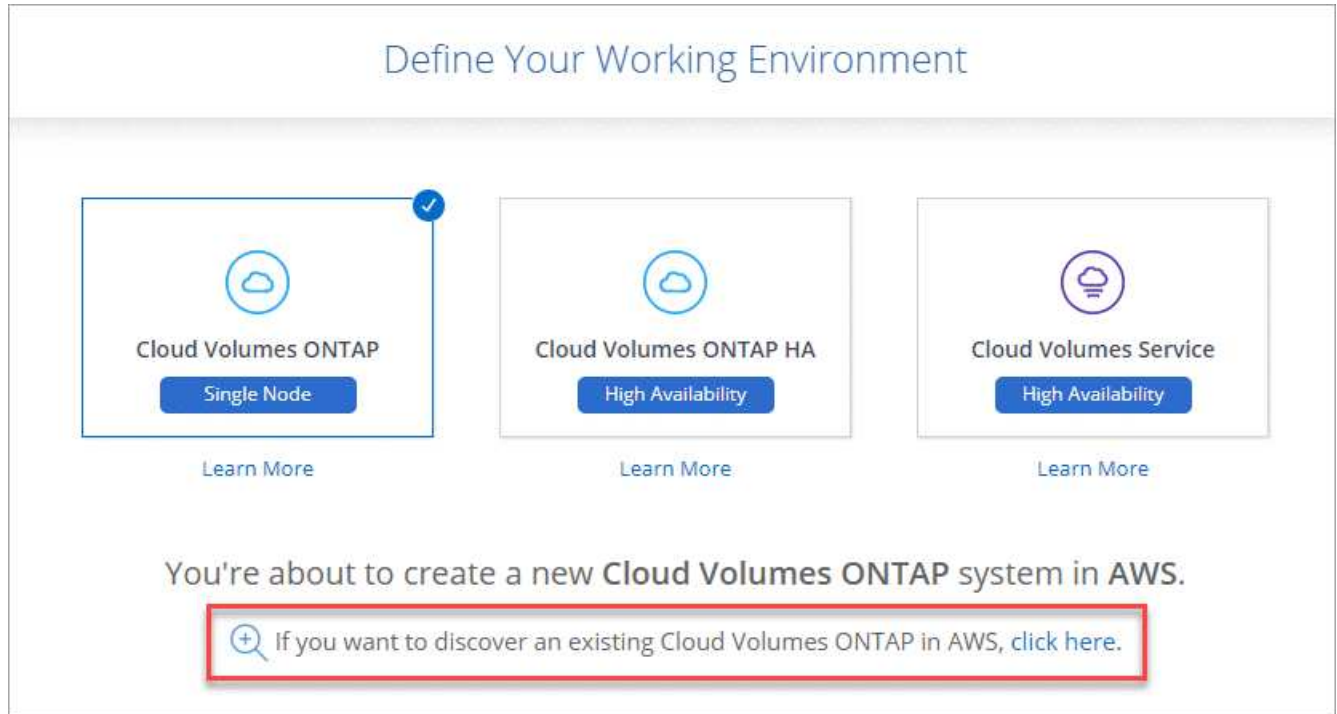 Define Your Working Environment
Cloud Volumes ONTAP
Single Node
Learn More
Cloud Volumes ONTAP HA
High Availability
Learn More
Cloud Volumes Service
High Availability
Learn More
You're about to create a new Cloud Volumes ONTAP system in AWS.
If you want to discover an existing Cloud Volumes ONTAP in AWS, click here.